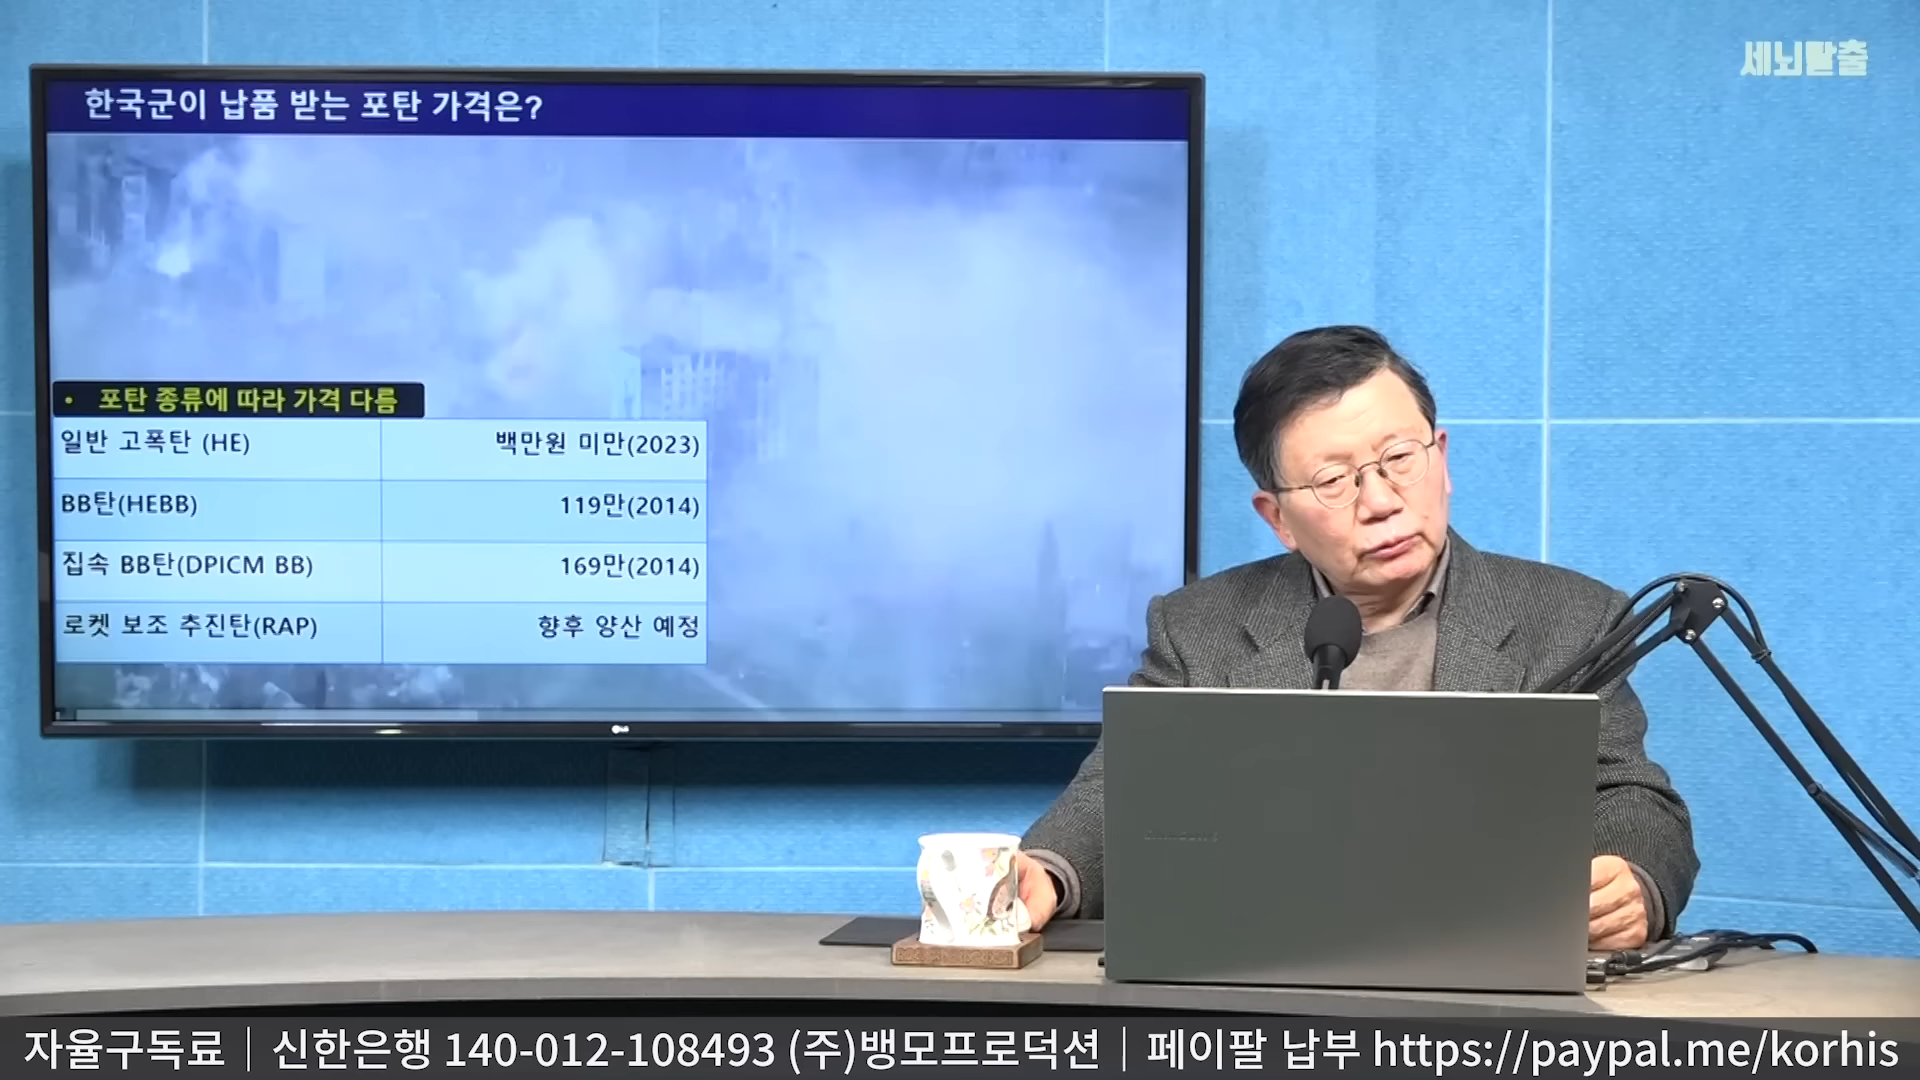 세뇌탈출
한국군이 납품 받는 포탄 가격은?
• 포탄 종류에 따라 가격 다름
일반 고폭탄 (HE) 백만원 미만(2023)
BB탄(HEBB) 119만(2014)
집속 BB탄(DPICM BB) 169만(2014)
로켓 보조 추진탄(RAP) 향후 양산 예정
LG
SAMSUNG
자율구독료│신한은행 140-012-108493 (주)뱅모프로덕션│페이팔 납부 https://paypal.me/korhis